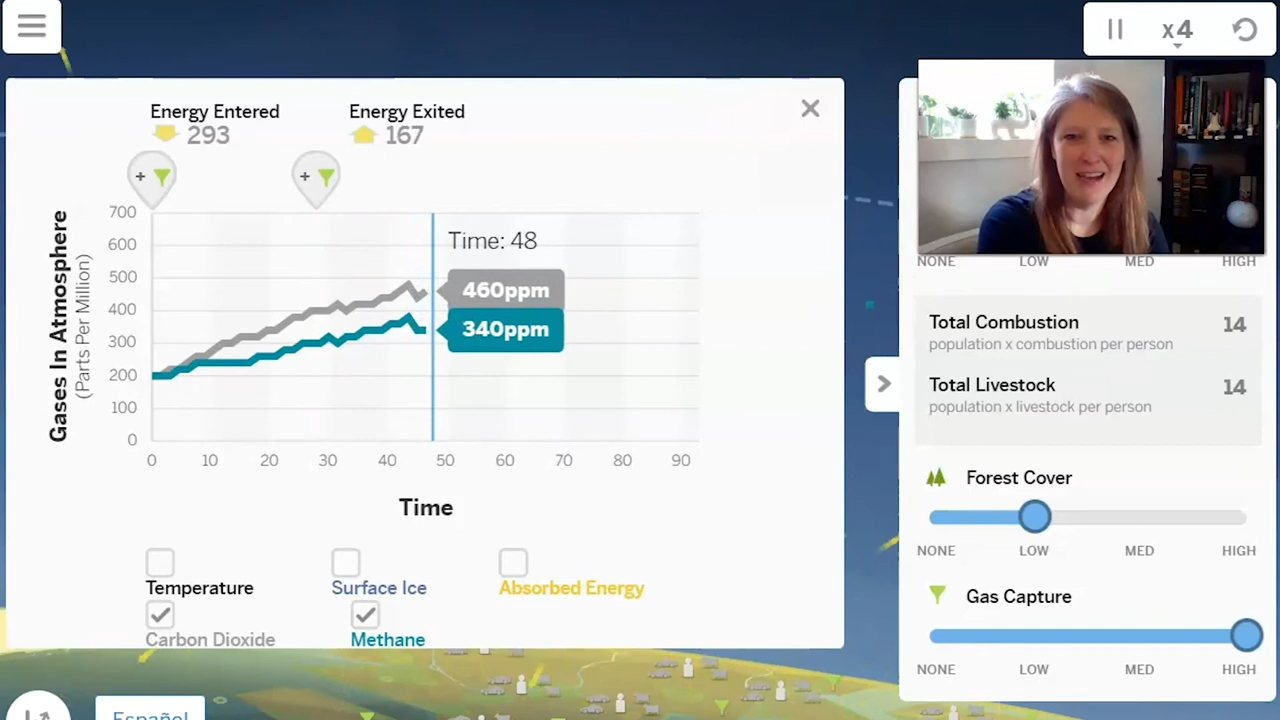 x4
Energy Entered
293
Energy Exited
167
+
+
Gases In Atmosphere
(Parts Per Million)
700
600
500
400
300
200
100
0
Time: 48
460ppm
340ppm
0 10 20 30 40 50 60 70 80 90
Time
Temperature
Surface Ice
Absorbed Energy
Carbon Dioxide
Methane
Español
NONE LOW MED HIGH
Total Combustion 14
population x combustion per person
Total Livestock 14
population x livestock per person
Forest Cover
NONE LOW MED HIGH
Gas Capture
NONE LOW MED HIGH